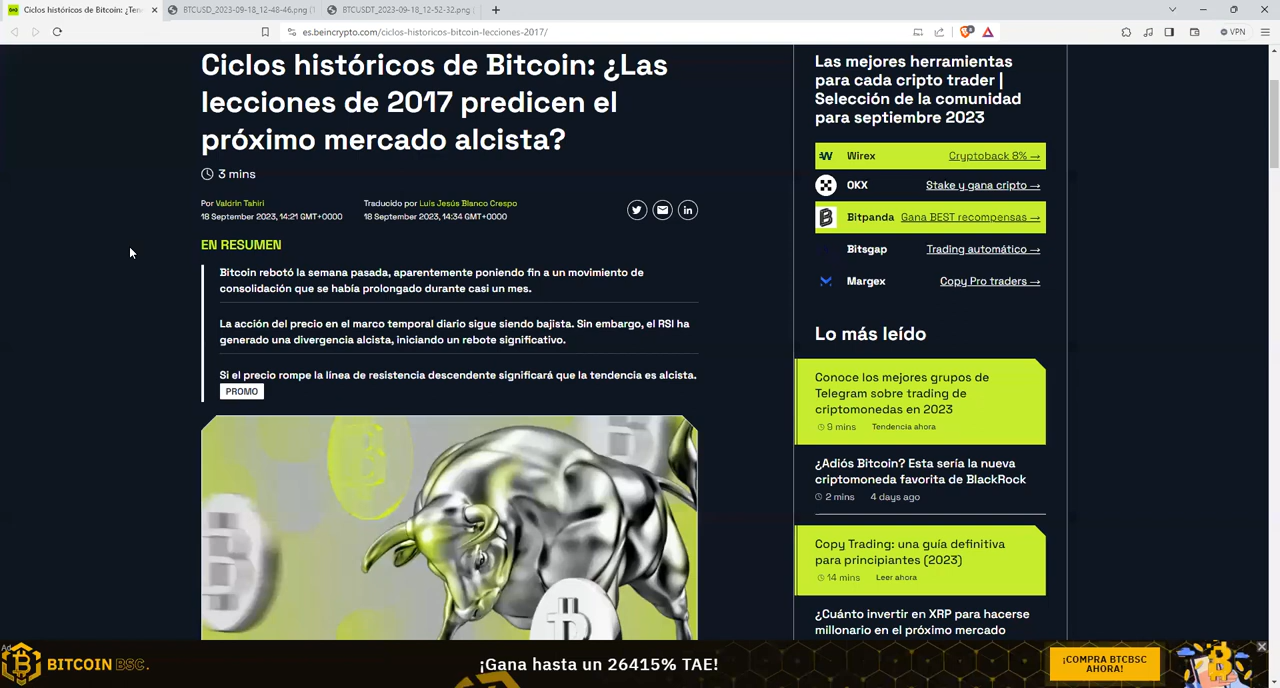 Ciclos históricos de Bitcoin: ¿Ten
BTCUSD_2023-09-18_12-48-46.png (1
BTCUSDT_2023-09-18_12-52-32.png (
es.beincrypto.com/ciclos-historicos-bitcoin-lecciones-2017/
VPN
Ciclos históricos de Bitcoin: ¿Las
lecciones de 2017 predicen el
próximo mercado alcista?
3 mins
Por Valdrin Tahiri
18 September 2023, 14:21 GMT+0000
Traducido por Luis Jesús Blanco Crespo
18 September 2023, 14:34 GMT+0000
EN RESUMEN
Bitcoin rebotó la semana pasada, aparentemente poniendo fin a un movimiento de
consolidación que se había prolongado durante casi un mes.
La acción del precio en el marco temporal diario sigue siendo bajista. Sin embargo, el RSI ha
generado una divergencia alcista, iniciando un rebote significativo.
Si el precio rompe la línea de resistencia descendente significará que la tendencia es alcista.
PROMO
Las mejores herramientas
para cada cripto trader |
Selección de la comunidad
para septiembre 2023
Wirex Cryptoback 8% →
OKX Stake y gana cripto →
Bitpanda Gana BEST recompensas →
Bitsgap Trading automático →
Margex Copy Pro traders →
Lo más leído
Conoce los mejores grupos de
Telegram sobre trading de
criptomonedas en 2023
9 mins Tendencia ahora
¿Adiós Bitcoin? Esta sería la nueva
criptomoneda favorita de BlackRock
2 mins 4 days ago
Copy Trading: una guía definitiva
para principiantes (2023)
14 mins Leer ahora
¿Cuánto invertir en XRP para hacerse
millonario en el próximo mercado
Ad
BITCOIN BSC.
¡Gana hasta un 26415% TAE!
¡COMPRA BTCBSC
AHORA!